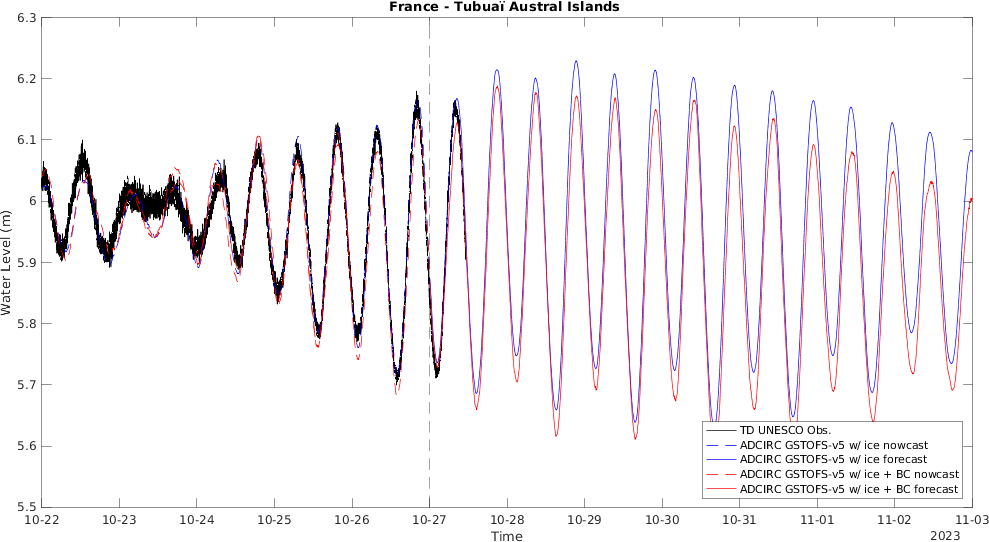 France - Tubuaï Austral Islands
Water Level (m)
6.3
6.2
6.1
6
5.9
5.8
5.7
5.6
5.5
TD UNESCO Obs.
ADCIRC GSTOFS-v5 w/ ice nowcast
ADCIRC GSTOFS-v5 w/ ice forecast
ADCIRC GSTOFS-v5 w/ ice + BC nowcast
ADCIRC GSTOFS-v5 w/ ice + BC forecast
10-22 10-23 10-24 10-25 10-26 10-27 10-28 10-29 10-30 10-31 11-01 11-02 11-03
Time
2023